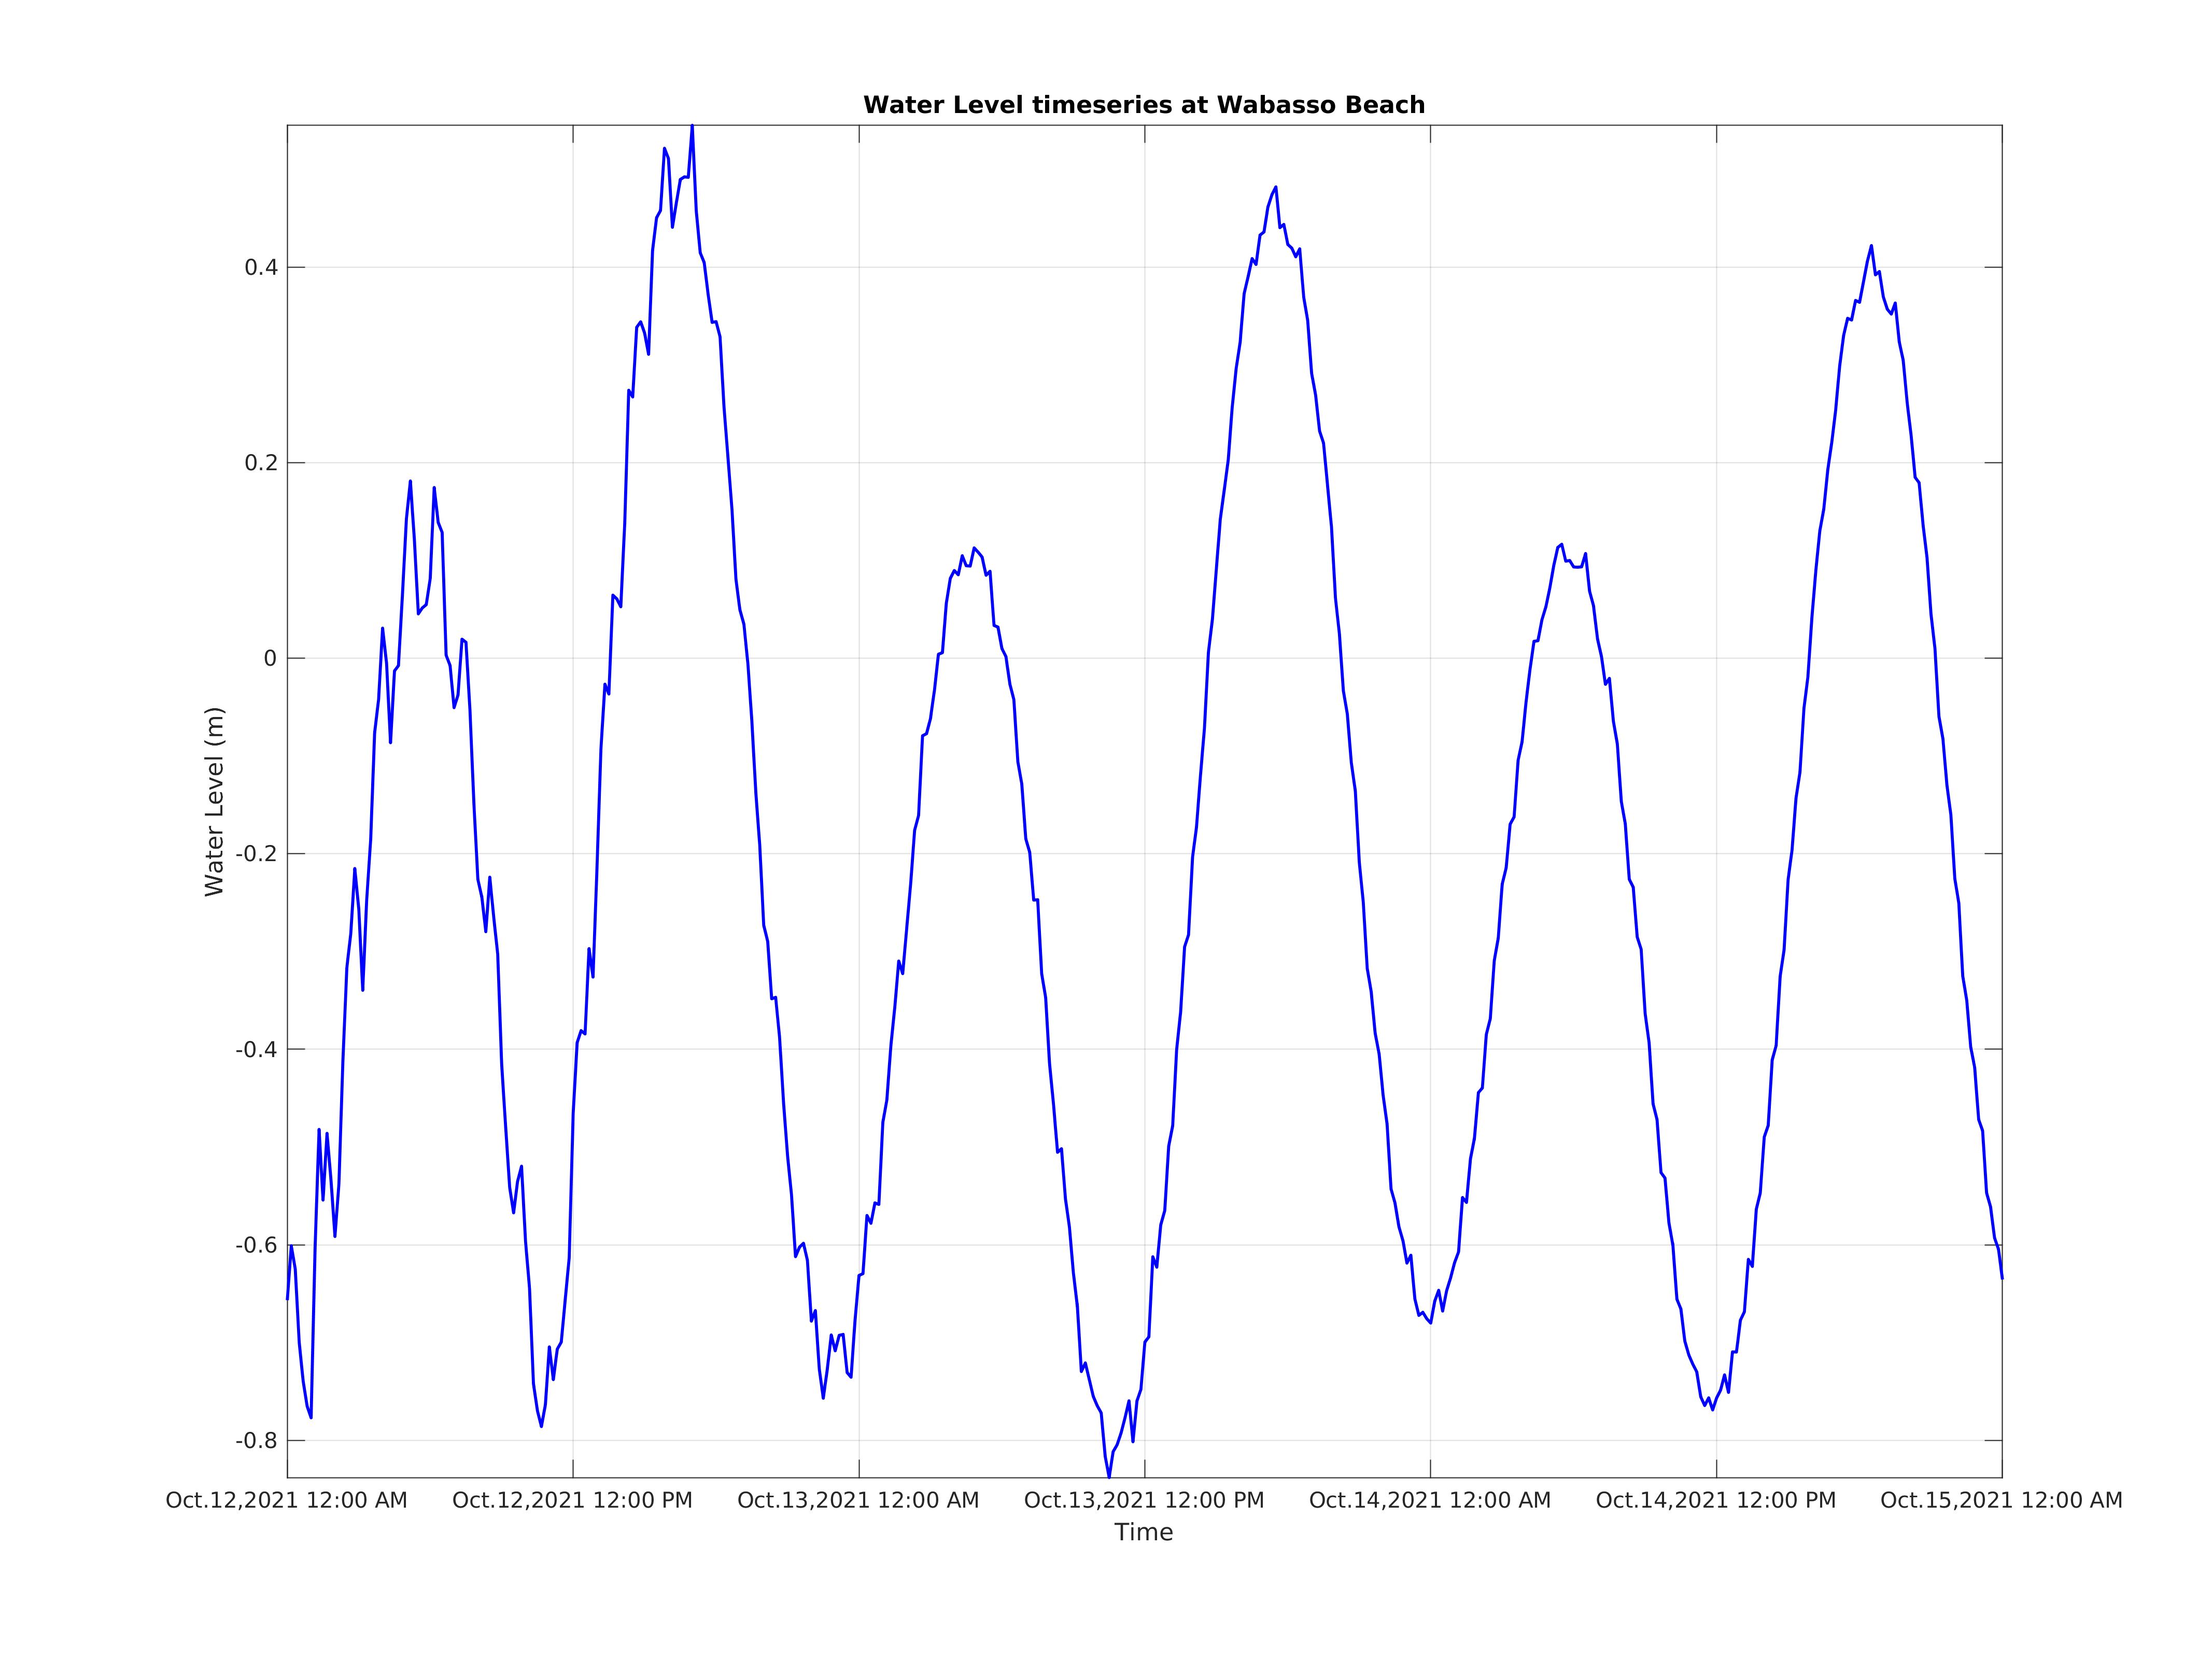 Water Level timeseries at Wabasso Beach
0.4
0.2
0
-0.2
-0.4
-0.6
-0.8
Water Level (m)
Oct.12,2021 12:00 AM Oct.12,2021 12:00 PM Oct.13,2021 12:00 AM Oct.13,2021 12:00 PM Oct.14,2021 12:00 AM Oct.14,2021 12:00 PM Oct.15,2021 12:00 AM
Time